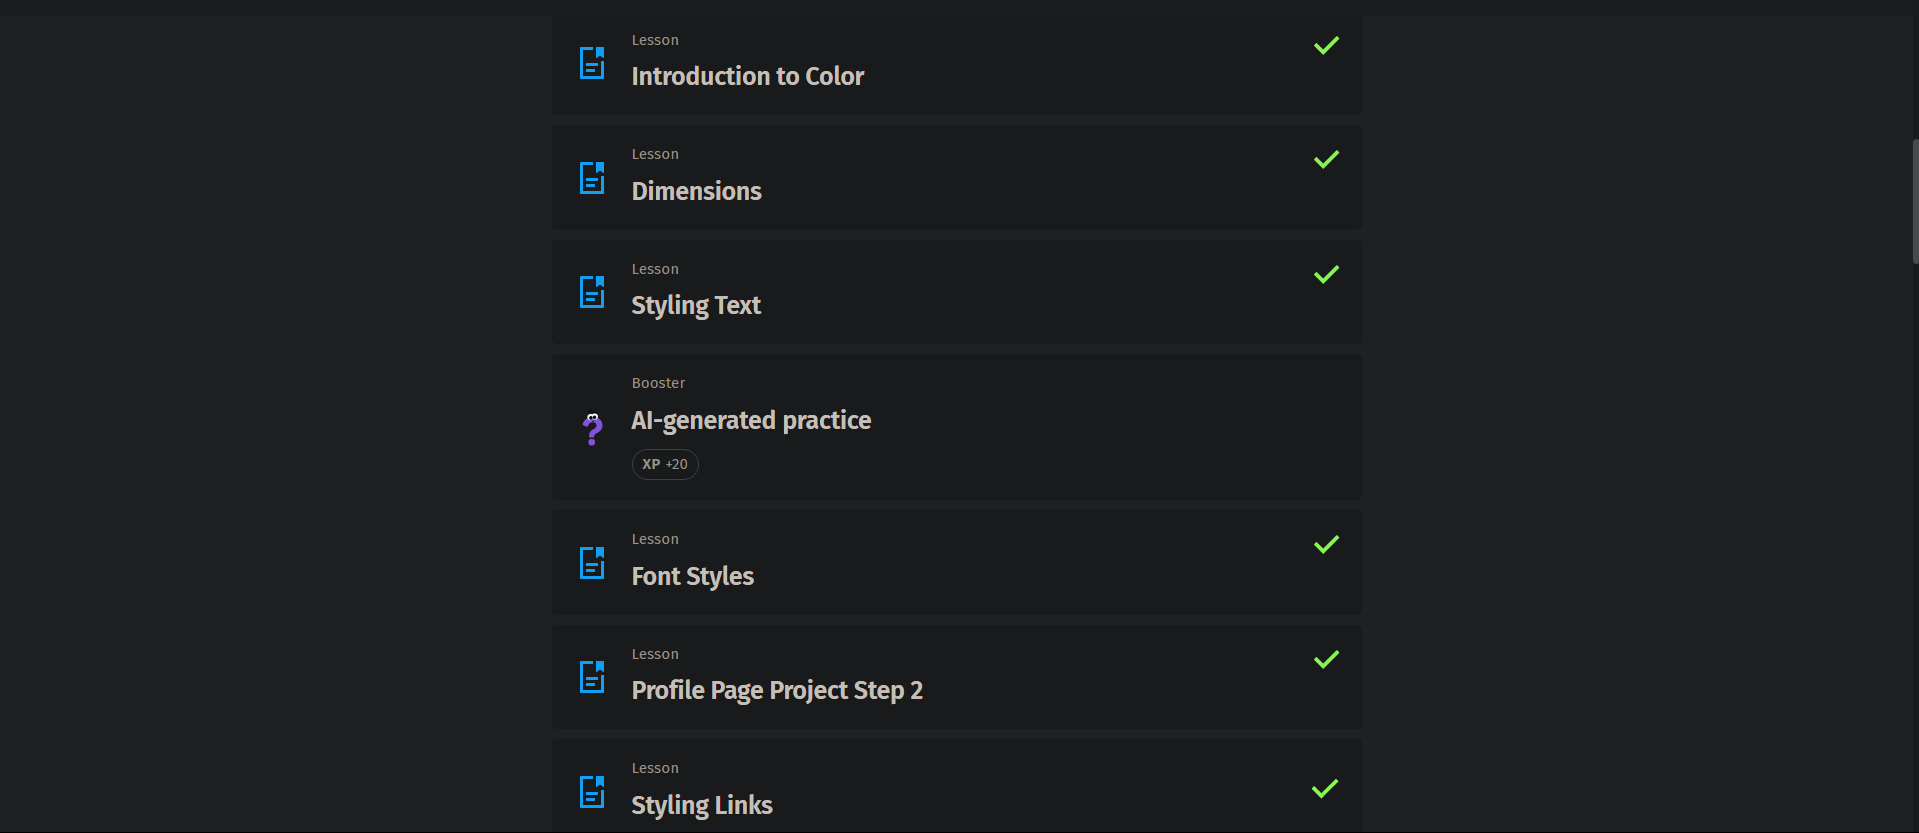 Lesson
Introduction to Color
Lesson
Dimensions
Lesson
Styling Text
Booster
AI-generated practice
XP +20
Lesson
Font Styles
Lesson
Profile Page Project Step 2
Lesson
Styling Links